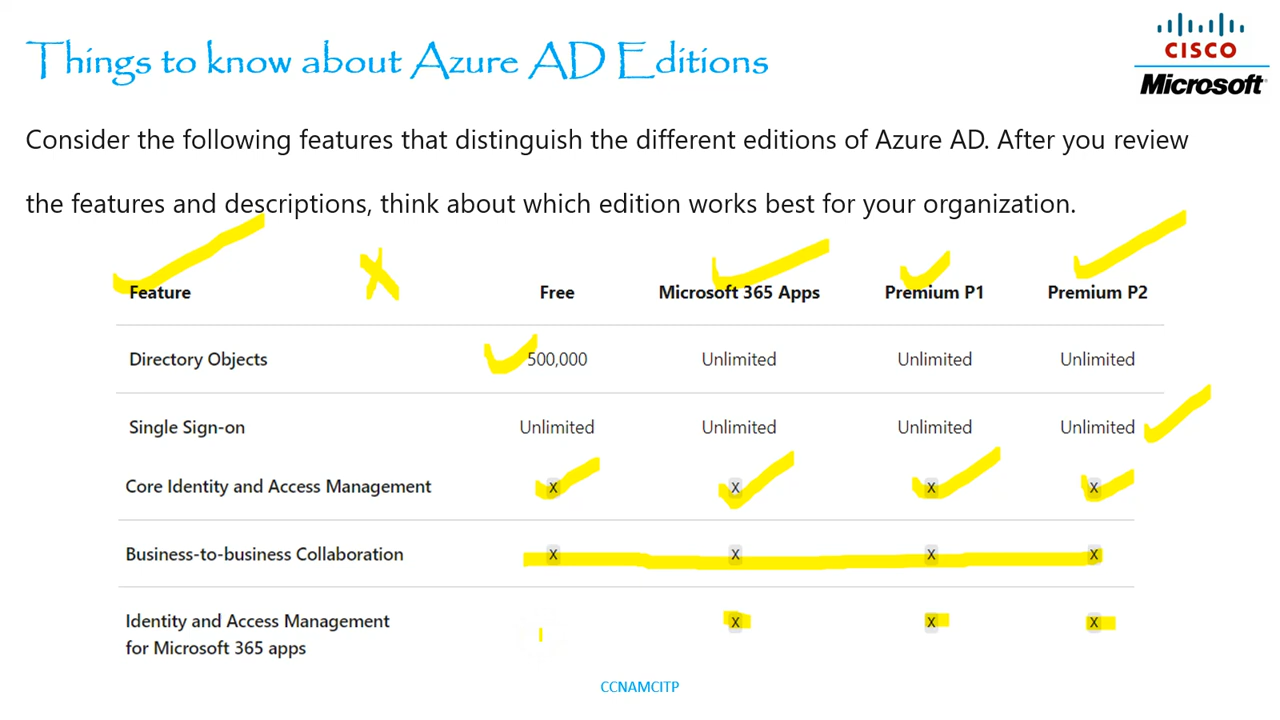 Things to know about Azure AD Editions
CISCO
Microsoft
Consider the following features that distinguish the different editions of Azure AD. After you review
the features and descriptions, think about which edition works best for your organization.
Feature Free Microsoft 365 Apps Premium P1 Premium P2
Directory Objects 500,000 Unlimited Unlimited Unlimited
Single Sign-on Unlimited Unlimited Unlimited Unlimited
Core Identity and Access Management X X X X
Business-to-business Collaboration X X X X
Identity and Access Management X X X
for Microsoft 365 apps
CCNAMCITP